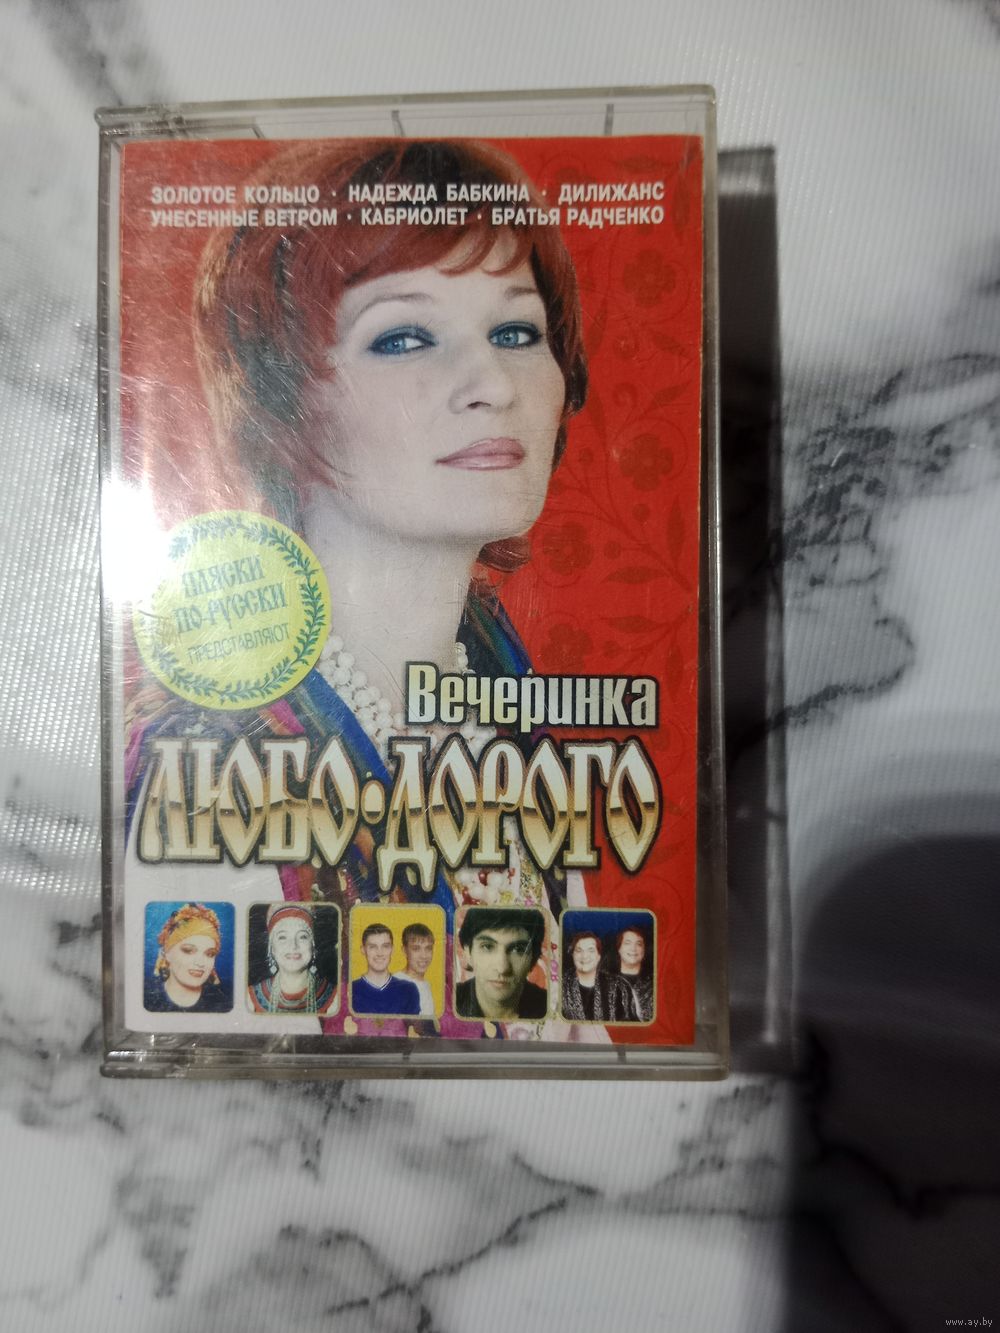 ЗОЛОТОЕ КОЛЬЦО · НАДЕЖДА БАБКИНА · ДИЛИЖАНС
УНЕСЕННЫЕ ВЕТРОМ · КАБРИОЛЕТ · БРАТЬЯ РАДЧЕНКО
ПЛЯСКИ
ПО-РУССКИ
ПРЕДСТАВЛЯЮТ
Вечеринка
ЛЮБО·ДОРОГО
www.ay.by